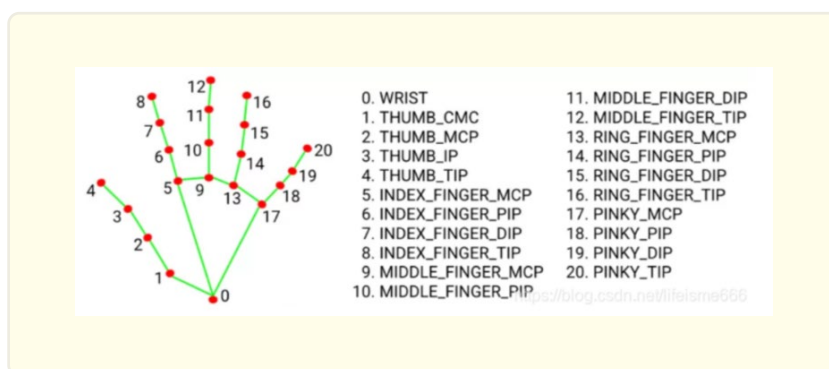 12
8
16
11
7
15
20
10
6
14
19
4
5
9
13
18
3
17
2
1
0
0. WRIST
1. THUMB_CMC
2. THUMB_MCP
3. THUMB_IP
4. THUMB_TIP
5. INDEX_FINGER_MCP
6. INDEX_FINGER_PIP
7. INDEX_FINGER_DIP
8. INDEX_FINGER_TIP
9. MIDDLE_FINGER_MCP
10. MIDDLE_FINGER_PIP
11. MIDDLE_FINGER_DIP
12. MIDDLE_FINGER_TIP
13. RING_FINGER_MCP
14. RING_FINGER_PIP
15. RING_FINGER_DIP
16. RING_FINGER_TIP
17. PINKY_MCP
18. PINKY_PIP
19. PINKY_DIP
20. PINKY_TIP
https://blog.csdn.net/lifeisme666